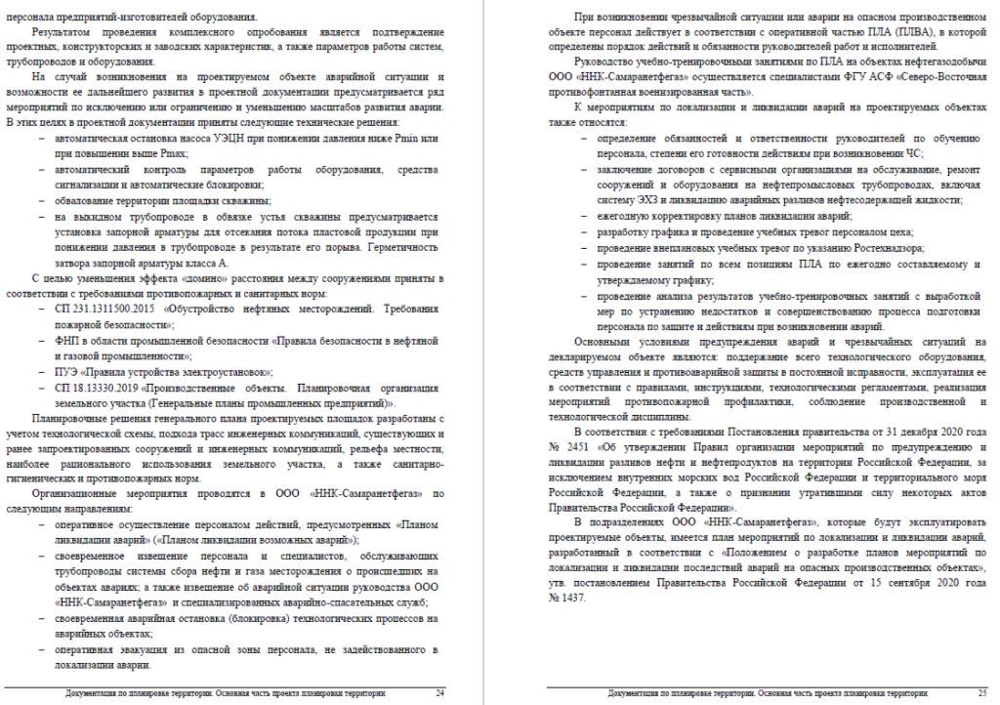 персонала предприятий-изготовителей оборудования.
Результатом проведения комплексного опробования является подтверждение
проектных, конструкторских и заводских характеристик, а также параметров работы систем,
трубопроводов и оборудования.
На случай возникновения на проектируемом объекте аварийной ситуации и
возможности ее дальнейшего развития в проектной документации предусматривается ряд
мероприятий по исключению или ограничению и уменьшению масштабов развития аварии.
В этих целях в проектной документации приняты следующие технические решения:
– автоматическая остановка насоса УЭЦН при понижении давления ниже Pmin или
при повышении выше Pmax;
– автоматический контроль параметров работы оборудования, средства
сигнализации и автоматические блокировки;
– обвалование территории площадки скважины;
– на выкидном трубопроводе в обвязке устья скважины предусматривается
установка запорной арматуры для отсекания потока пластовой продукции при
понижении давления в трубопроводе в результате его порыва. Герметичность
затвора запорной арматуры класса А.
С целью уменьшения эффекта «домино» расстояния между сооружениями приняты в
соответствии с требованиями противопожарных и санитарных норм:
– СП 231.1311500.2015 «Обустройство нефтяных месторождений. Требования
пожарной безопасности»;
– ФНП в области промышленной безопасности «Правила безопасности в нефтяной
и газовой промышленности»;
– ПУЭ «Правила устройства электроустановок»;
– СП 18.13330.2019 «Производственные объекты. Планировочная организация
земельного участка (Генеральные планы промышленных предприятий)».
Планировочные решения генерального плана проектируемых площадок разработаны с
учетом технологической схемы, подхода трасс инженерных коммуникаций, существующих и
ранее запроектированных сооружений и инженерных коммуникаций, рельефа местности,
наиболее рационального использования земельного участка, а также санитарно-
гигиенических и противопожарных норм.
Организационные мероприятия проводятся в ООО «ННК-Самаранетфегаз» по
следующим направлениям:
– оперативное осуществление персоналом действий, предусмотренных «Планом
ликвидации аварий» («Планом ликвидации возможных аварий»);
– своевременное извещение персонала и специалистов, обслуживающих
трубопроводы системы сбора нефти и газа месторождения о происшедших на
объектах авариях; а также извещение об аварийной ситуации руководства ООО
«ННК-Самаранетфегаз» и специализированных аварийно-спасательных служб;
– своевременная аварийная остановка (блокировка) технологических процессов на
аварийных объектах;
– оперативная эвакуация из опасной зоны персонала, не задействованного в
локализации аварии.
Документация по планировке территории. Основная часть проекта планировки территории 24
При возникновении чрезвычайной ситуации или аварии на опасном производственном
объекте персонал действует в соответствии с оперативной частью ПЛА (ПЛВА), в которой
определены порядок действий и обязанности руководителей работ и исполнителей.
Руководство учебно-тренировочными занятиями по ПЛА на объектах нефтегазодобычи
ООО «ННК-Самаранетфегаз» осуществляется специалистами ФГУ АСФ «Северо-Восточная
противофонтанная военизированная часть».
К мероприятиям по локализации и ликвидации аварий на проектируемых объектах
также относятся:
– определение обязанностей и ответственности руководителей по обучению
персонала, степени его готовности действиям при возникновении ЧС;
– заключение договоров с сервисными организациями на обслуживание, ремонт
сооружений и оборудования на нефтепромысловых трубопроводах, включая
систему ЭХЗ и ликвидацию аварийных разливов нефтесодержащей жидкости;
– ежегодную корректировку планов ликвидации аварий;
– разработку графика и проведение учебных тревог персоналом цеха;
– проведение внеплановых учебных тревог по указанию Ростехнадзора;
– проведение занятий по всем позициям ПЛА по ежегодно составляемому и
утверждаемому графику;
– проведение анализа результатов учебно-тренировочных занятий с выработкой
мер по устранению недостатков и совершенствованию процесса подготовки
персонала по защите и действиям при возникновении аварий.
Основными условиями предупреждения аварий и чрезвычайных ситуаций на
декларируемом объекте являются: поддержание всего технологического оборудования,
средств управления и противоаварийной защиты в постоянной исправности, эксплуатация ее
в соответствии с правилами, инструкциями, технологическими регламентами, реализация
мероприятий противопожарной профилактики, соблюдение производственной и
технологической дисциплины.
В соответствии с требованиями Постановления правительства от 31 декабря 2020 года
№ 2451 «Об утверждении Правил организации мероприятий по предупреждению и
ликвидации разливов нефти и нефтепродуктов на территории Российской Федерации, за
исключением внутренних морских вод Российской Федерации и территориального моря
Российской Федерации, а также о признании утратившими силу некоторых актов
Правительства Российской Федерации».
В подразделениях ООО «ННК-Самаранетфегаз», которые будут эксплуатировать
проектируемые объекты, имеется план мероприятий по локализации и ликвидации аварий,
разработанный в соответствии с «Положением о разработке планов мероприятий по
локализации и ликвидации последствий аварий на опасных производственных объектах»,
утв. постановлением Правительства Российской Федерации от 15 сентября 2020 года
№ 1437.
Документация по планировке территории. Основная часть проекта планировки территории 25